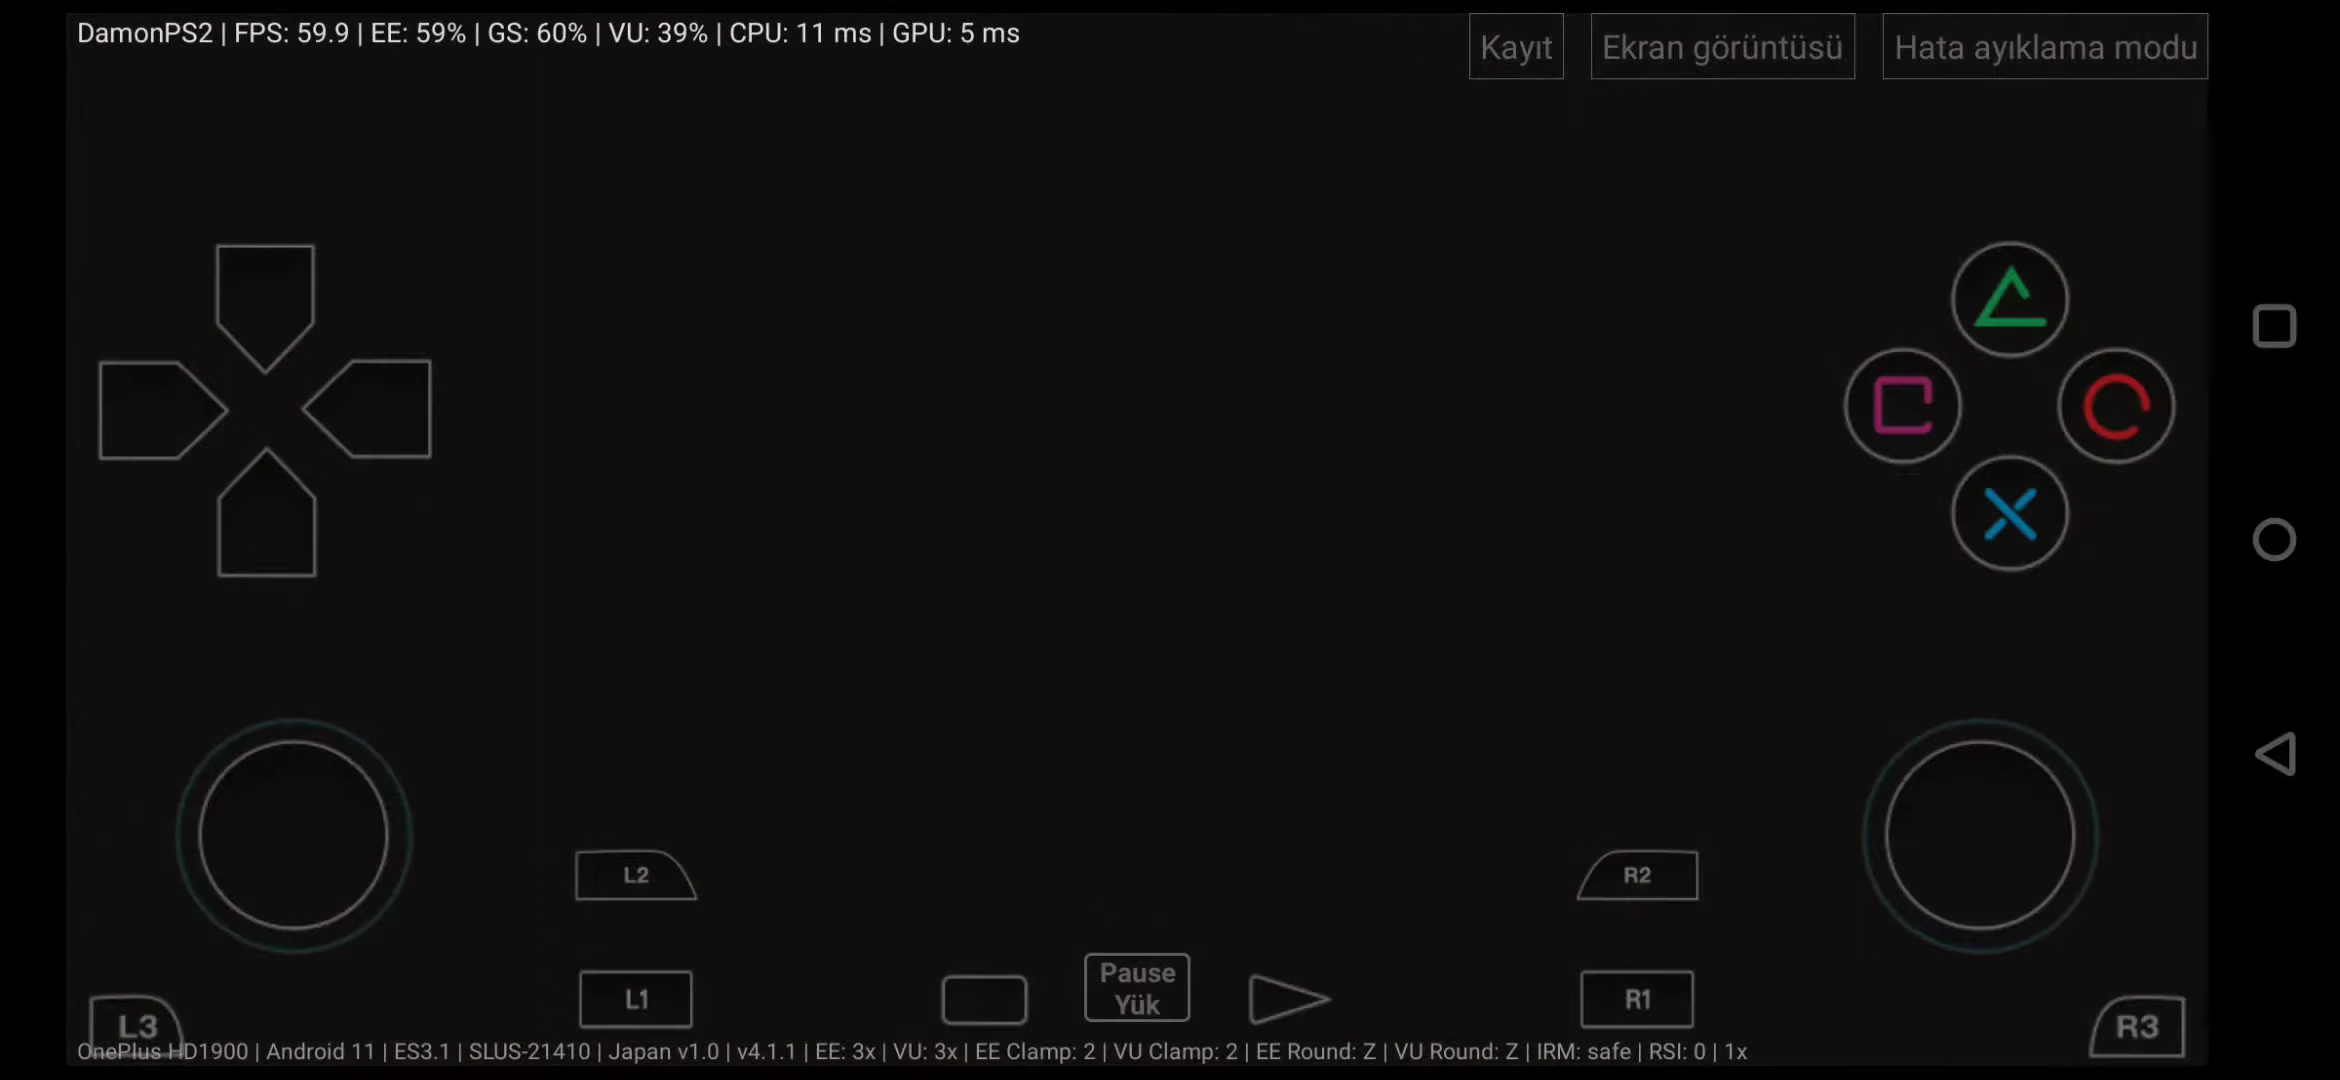 DamonPS2 | FPS: 59.9 | EE: 59% | GS: 60% | VU: 39% | CPU: 11 ms | GPU: 5 ms
Kayıt
Ekran görüntüsü
Hata ayıklama modu
L2
R2
Pause
Yük
L1
R1
L3
R3
OnePlus HD1900 | Android 11 | ES3.1 | SLUS-21410 | Japan v1.0 | v4.1.1 | EE: 3x | VU: 3x | EE Clamp: 2 | VU Clamp: 2 | EE Round: Z | VU Round: Z | IRM: safe | RSI: 0 | 1x